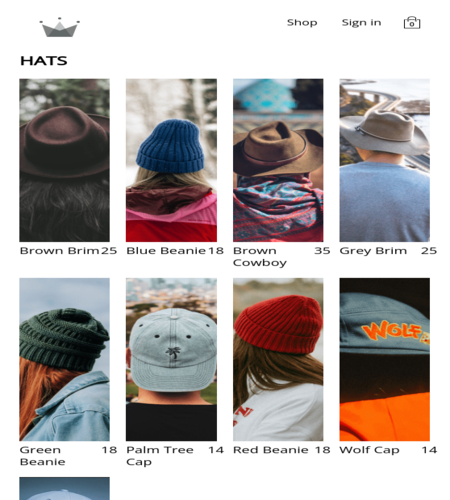 Shop Sign in
0
HATS
Brown Brim 25 Blue Beanie 18 Brown 35 Grey Brim 25
Cowboy
WOLF
Green 18 Palm Tree 14 Red Beanie 18 Wolf Cap 14
Beanie Cap